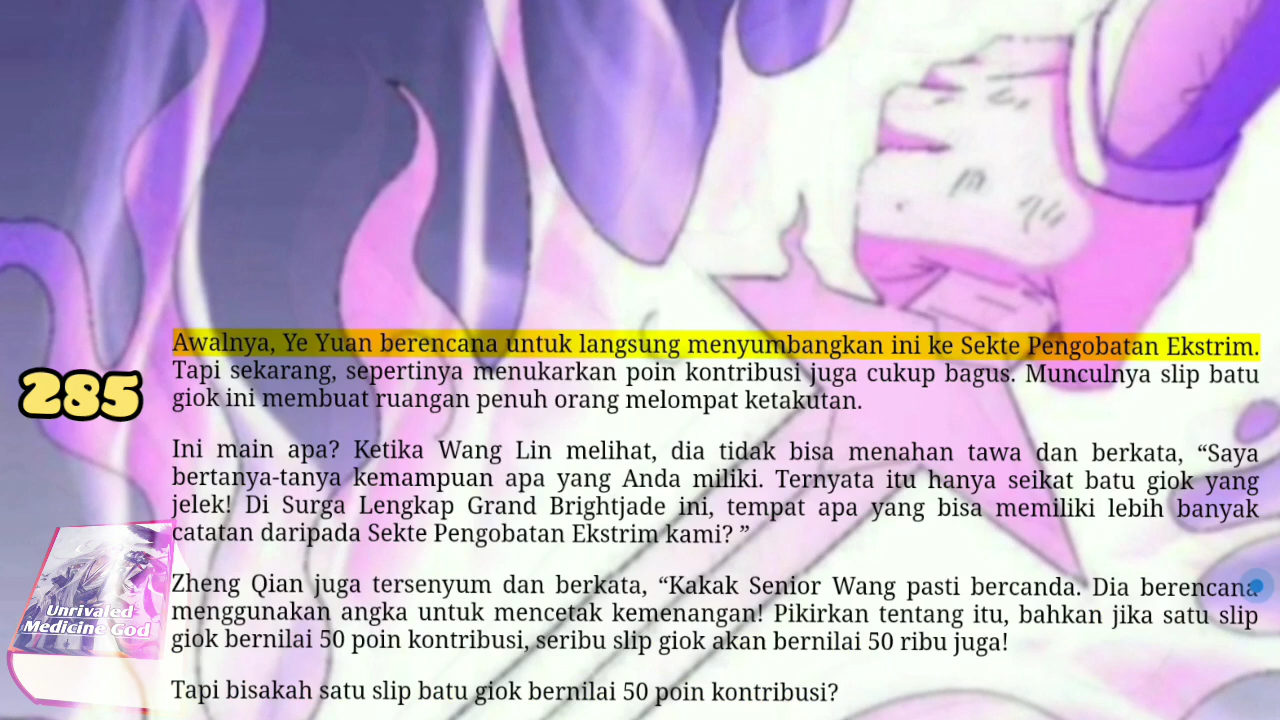 Awalnya, Ye Yuan berencana untuk langsung menyumbangkan ini ke Sekte Pengobatan Ekstrim.
Tapi sekarang, sepertinya menukarkan poin kontribusi juga cukup bagus. Munculnya slip batu
giok ini membuat ruangan penuh orang melompat ketakutan.
285
Ini main apa? Ketika Wang Lin melihat, dia tidak bisa menahan tawa dan berkata, “Saya
bertanya-tanya kemampuan apa yang Anda miliki. Ternyata itu hanya seikat batu giok yang
jelek! Di Surga Lengkap Grand Brightjade ini, tempat apa yang bisa memiliki lebih banyak
catatan daripada Sekte Pengobatan Ekstrim kami? ”
Zheng Qian juga tersenyum dan berkata, “Kakak Senior Wang pasti bercanda. Dia berencana
menggunakan angka untuk mencetak kemenangan! Pikirkan tentang itu, bahkan jika satu slip
giok bernilai 50 poin kontribusi, seribu slip giok akan bernilai 50 ribu juga!
Tapi bisakah satu slip batu giok bernilai 50 poin kontribusi?
Unrivaled
Medicine God